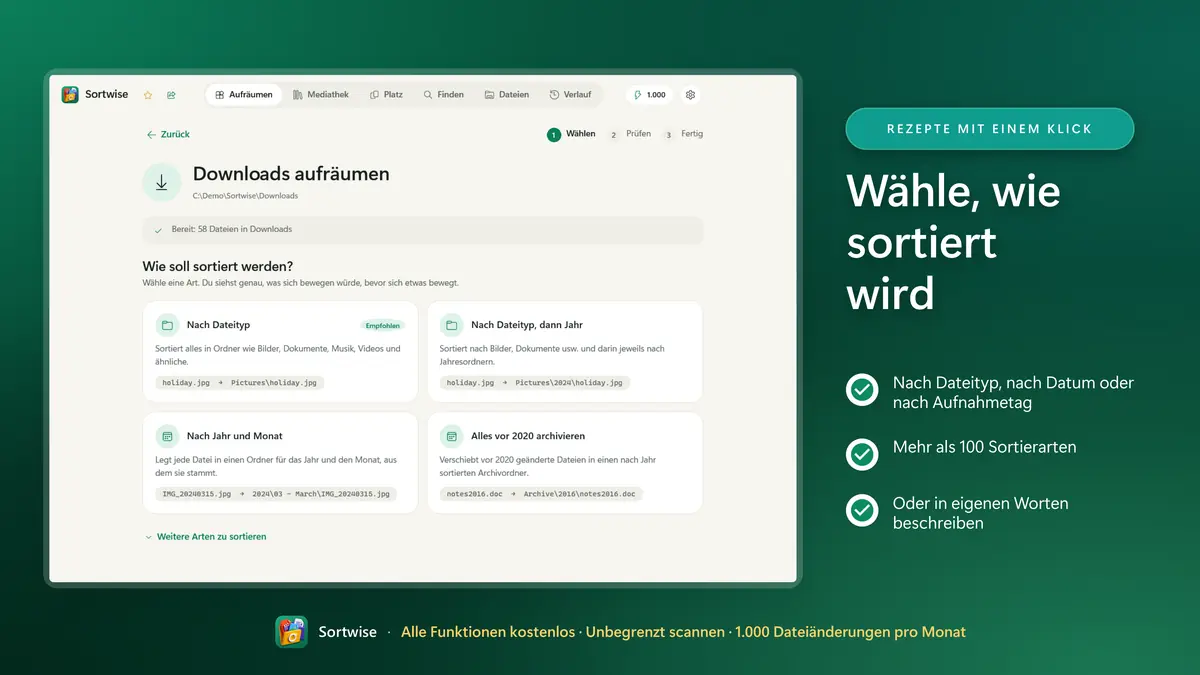 Sortwise
Aufräumen
Mediathek
Platz
Finden
Dateien
Verlauf
1.000
Zurück
1 Wählen
2 Prüfen
3 Fertig
Downloads aufräumen
C:\Demo\Sortwise\Downloads
Bereit: 58 Dateien in Downloads
Wie soll sortiert werden?
Wähle eine Art. Du siehst genau, was sich bewegen würde, bevor sich etwas bewegt.
Nach Dateityp
Empfohlen
Sortiert alles in Ordner wie Bilder, Dokumente, Musik, Videos und
ähnliche.
holiday.jpg → Pictures\holiday.jpg
Nach Dateityp, dann Jahr
Sortiert nach Bilder, Dokumente usw. und darin jeweils nach
Jahresordnern.
holiday.jpg → Pictures\2024\holiday.jpg
Nach Jahr und Monat
Legt jede Datei in einen Ordner für das Jahr und den Monat, aus
dem sie stammt.
IMG_20240315.jpg → 2024\03 - March\IMG_20240315.jpg
Alles vor 2020 archivieren
Verschiebt vor 2020 geänderte Dateien in einen nach Jahr
sortierten Archivordner.
notes2016.doc → Archive\2016\notes2016.doc
Weitere Arten zu sortieren
REZEPTE MIT EINEM KLICK
Wähle, wie
sortiert
wird
Nach Dateityp, nach Datum oder
nach Aufnahmetag
Mehr als 100 Sortierarten
Oder in eigenen Worten
beschreiben
Sortwise · Alle Funktionen kostenlos · Unbegrenzt scannen · 1.000 Dateiänderungen pro Monat